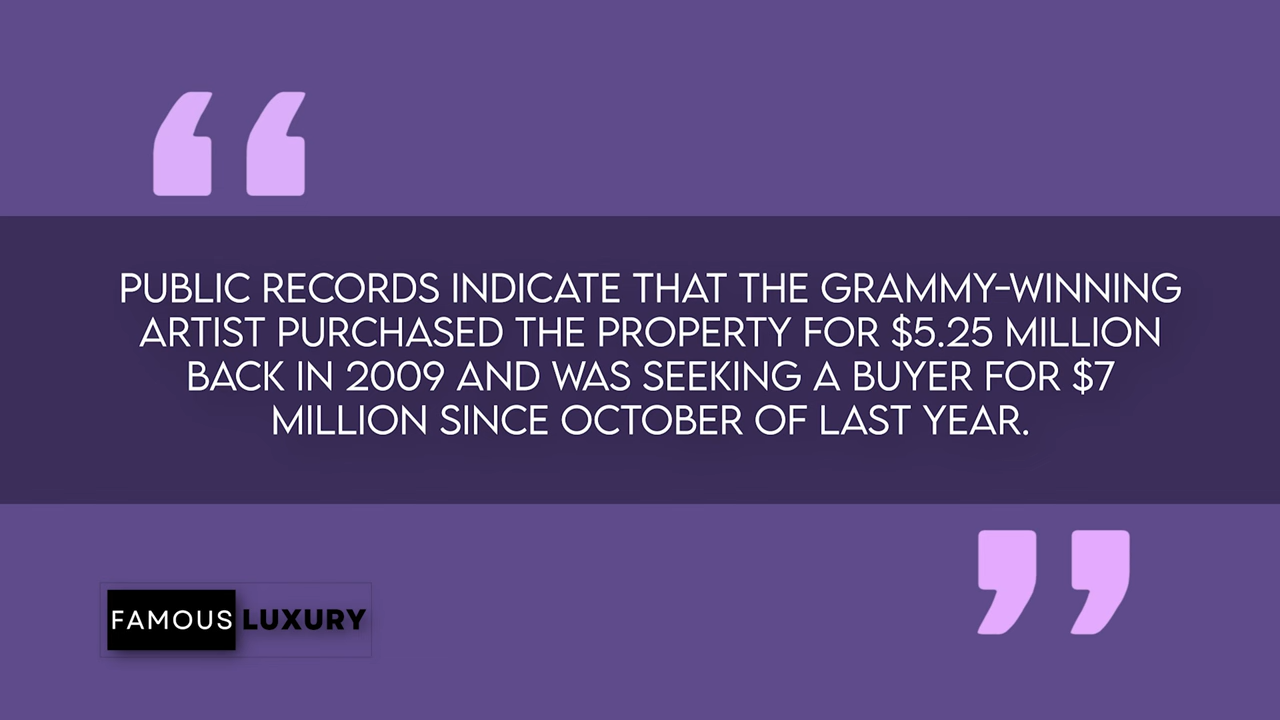 “
PUBLIC RECORDS INDICATE THAT THE GRAMMY-WINNING
ARTIST PURCHASED THE PROPERTY FOR $5.25 MILLION
BACK IN 2009 AND WAS SEEKING A BUYER FOR $7
MILLION SINCE OCTOBER OF LAST YEAR.
”
FAMOUS LUXURY